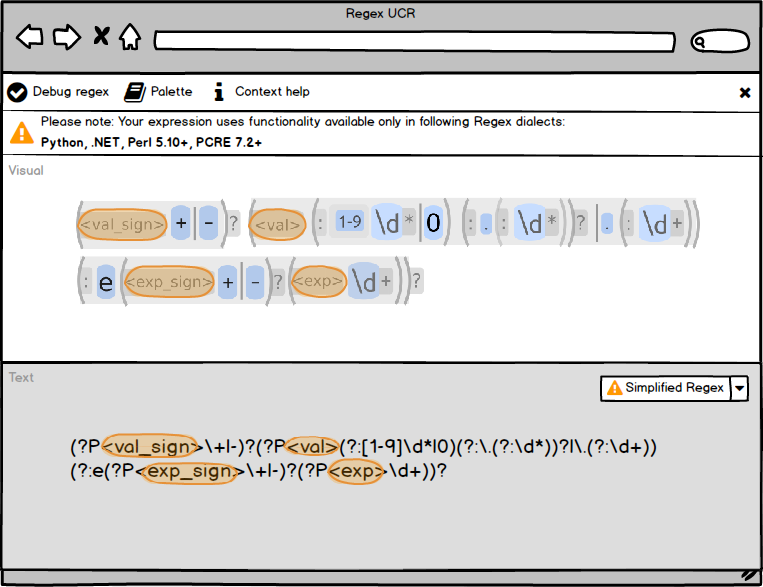 Regex UCR
Debug regex Palette Context help
Please note: Your expression uses functionality available only in following Regex dialects:
Python, .NET, Perl 5.10+, PCRE 7.2+
Visual
(<val_sign> + | -)? (<val> (: 1-9 \d * | 0) (: . (: \d *))? | . (: \d +))
(: e (<exp_sign> + | -)? (<exp> \d +))?
Text
Simplified Regex
(?P<val_sign>\+|-)?(?P<val>(?:[1-9]\d*|0)(?:\.(?:\d*))?|\.(?:\d+))
(?:e(?P<exp_sign>\+|-)?(?P<exp>\d+))?